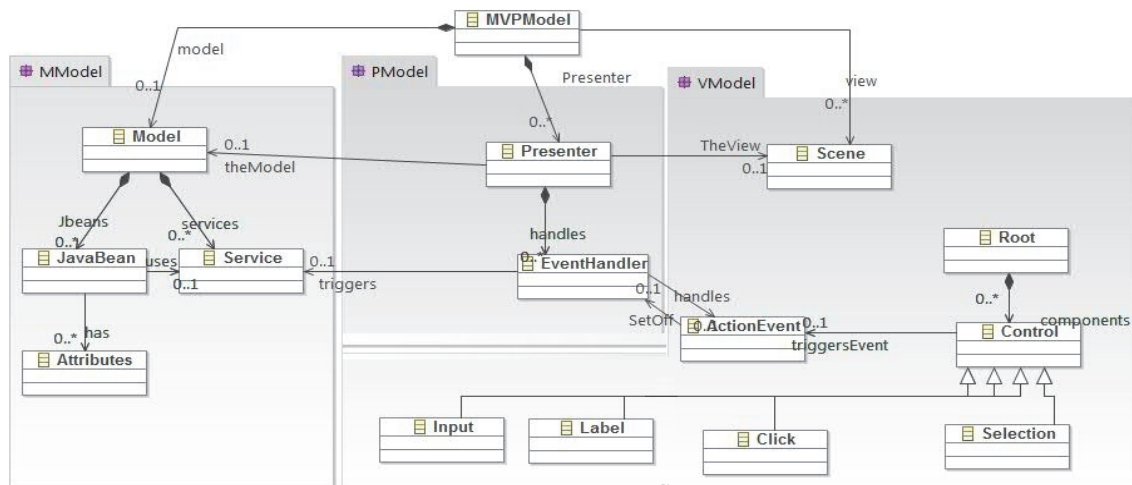 MVPModel
model
MModel
PModel
Presenter
VModel
view
0..1
0..*
0..*
Model
0..1
theModel
Presenter
TheView
0..1
Scene
Jbeans
services
handles
0..*
0..*
JavaBean
uses
0..1
Service
0..1
triggers
0..*
EventHandler
Root
0..*
0..1
handles
SetOff
ActionEvent
0..1
triggersEvent
components
Control
has
0..*
Attributes
Input
Label
Click
Selection